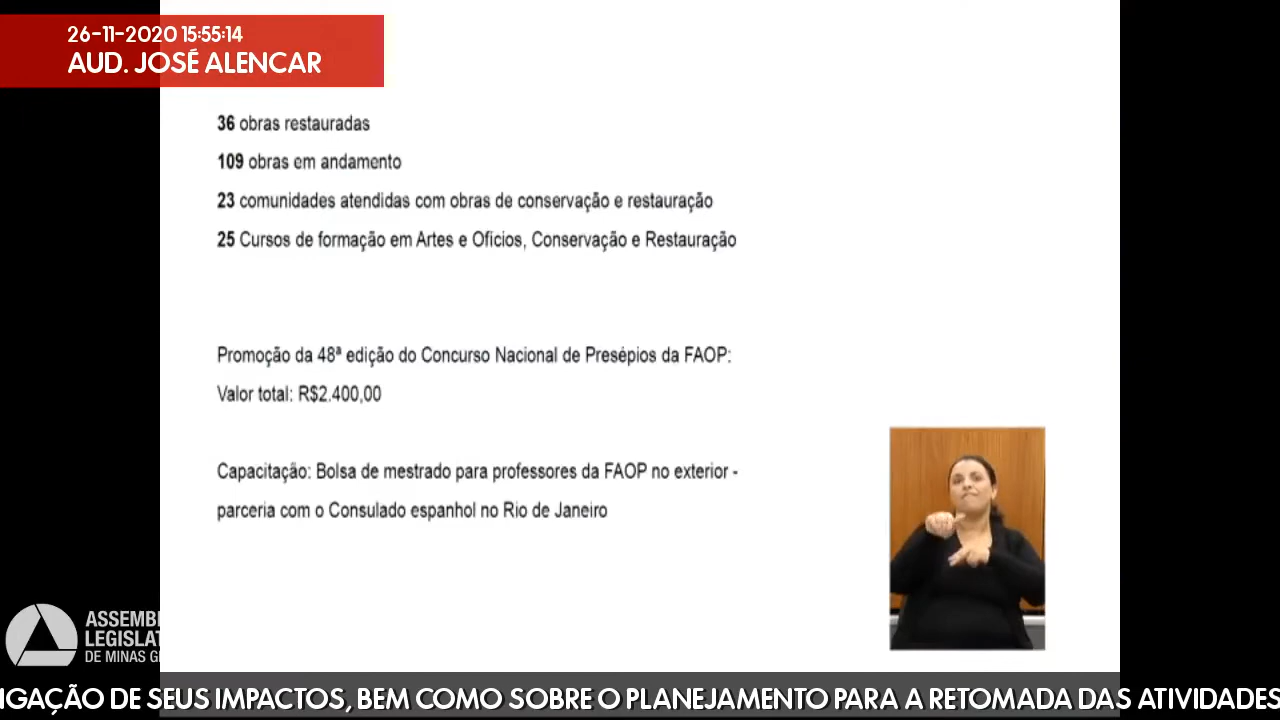 26-11-2020 15:55:14
AUD. JOSÉ ALENCAR
36 obras restauradas
109 obras em andamento
23 comunidades atendidas com obras de conservação e restauração
25 Cursos de formação em Artes e Ofícios, Conservação e Restauração
Promoção da 48ª edição do Concurso Nacional de Presépios da FAOP:
Valor total: R$2.400,00
Capacitação: Bolsa de mestrado para professores da FAOP no exterior -
parceria com o Consulado espanhol no Rio de Janeiro
ASSEMB
LEGISLAT
DE MINAS G
IGAÇÃO DE SEUS IMPACTOS, BEM COMO SOBRE O PLANEJAMENTO PARA A RETOMADA DAS ATIVIDADES